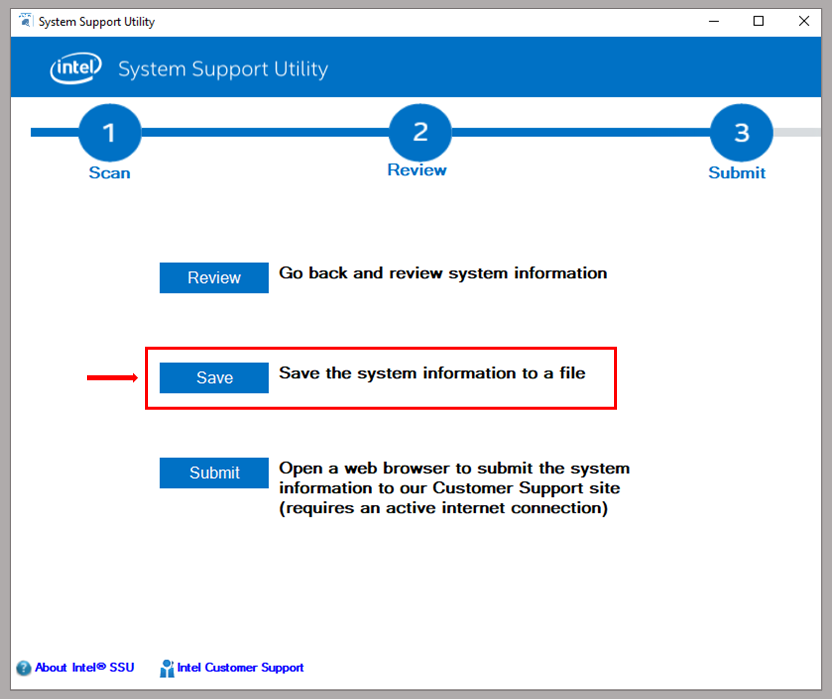 System Support Utility
intel System Support Utility
1 2 3
Scan Review Submit
Review Go back and review system information
Save Save the system information to a file
Submit Open a web browser to submit the system
information to our Customer Support site
(requires an active internet connection)
? About Intel® SSU Intel Customer Support